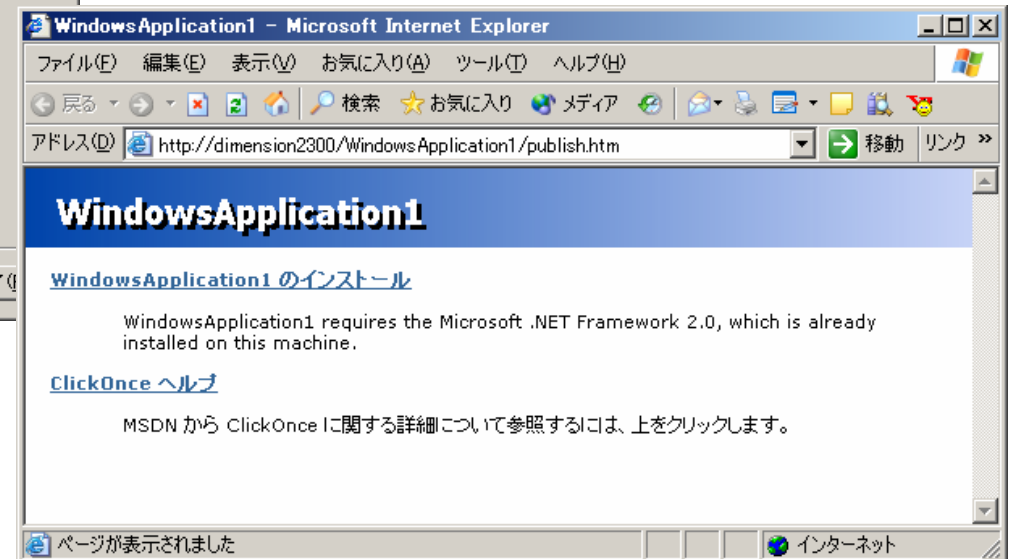 WindowsApplication1 - Microsoft Internet Explorer
ファイル(F) 編集(E) 表示(V) お気に入り(A) ツール(T) ヘルプ(H)
戻る 検索 お気に入り メディア
アドレス(D) http://dimension2300/WindowsApplication1/publish.htm 移動 リンク »
WindowsApplication1
WindowsApplication1 のインストール
WindowsApplication1 requires the Microsoft .NET Framework 2.0, which is already
installed on this machine.
ClickOnce ヘルプ
MSDN から ClickOnce に関する詳細について参照するには、上をクリックします。
ページが表示されました インターネット